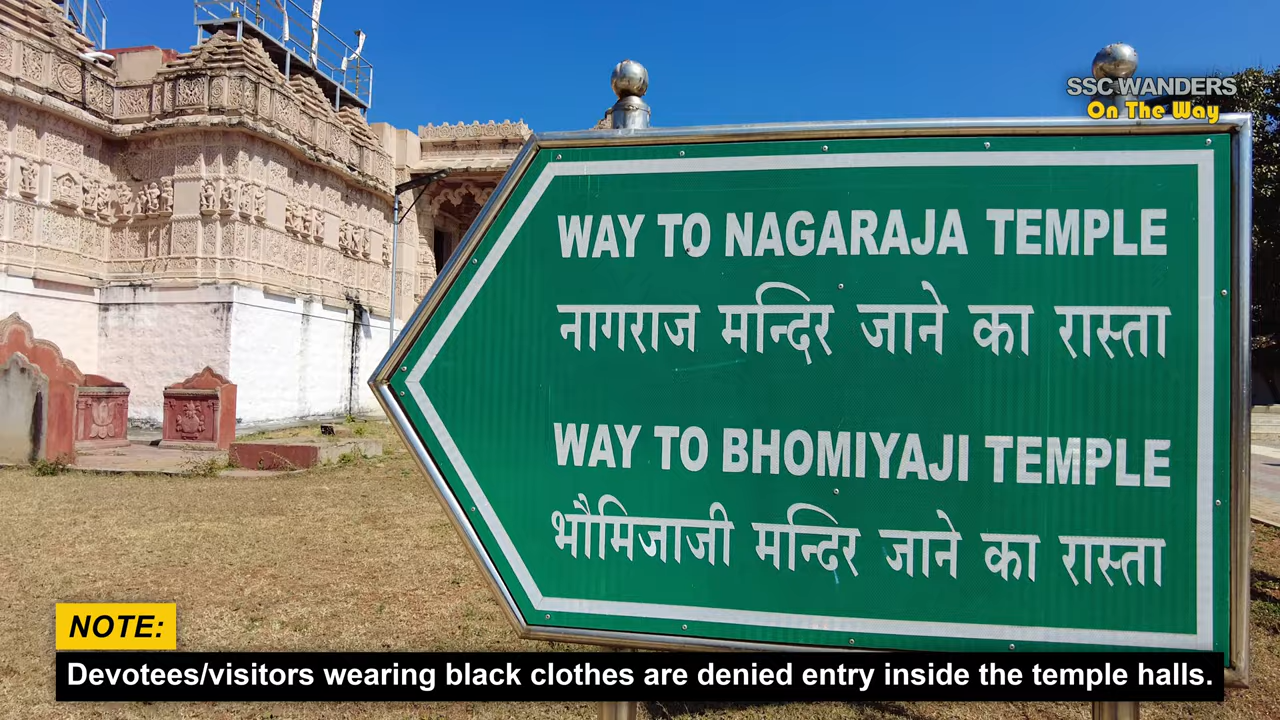 SSC WANDERS
On The Way
WAY TO NAGARAJA TEMPLE
नागराज मन्दिर जाने का रास्ता
WAY TO BHOMIYAJI TEMPLE
भौमिजाजी मन्दिर जाने का रास्ता
NOTE:
Devotees/visitors wearing black clothes are denied entry inside the temple halls.